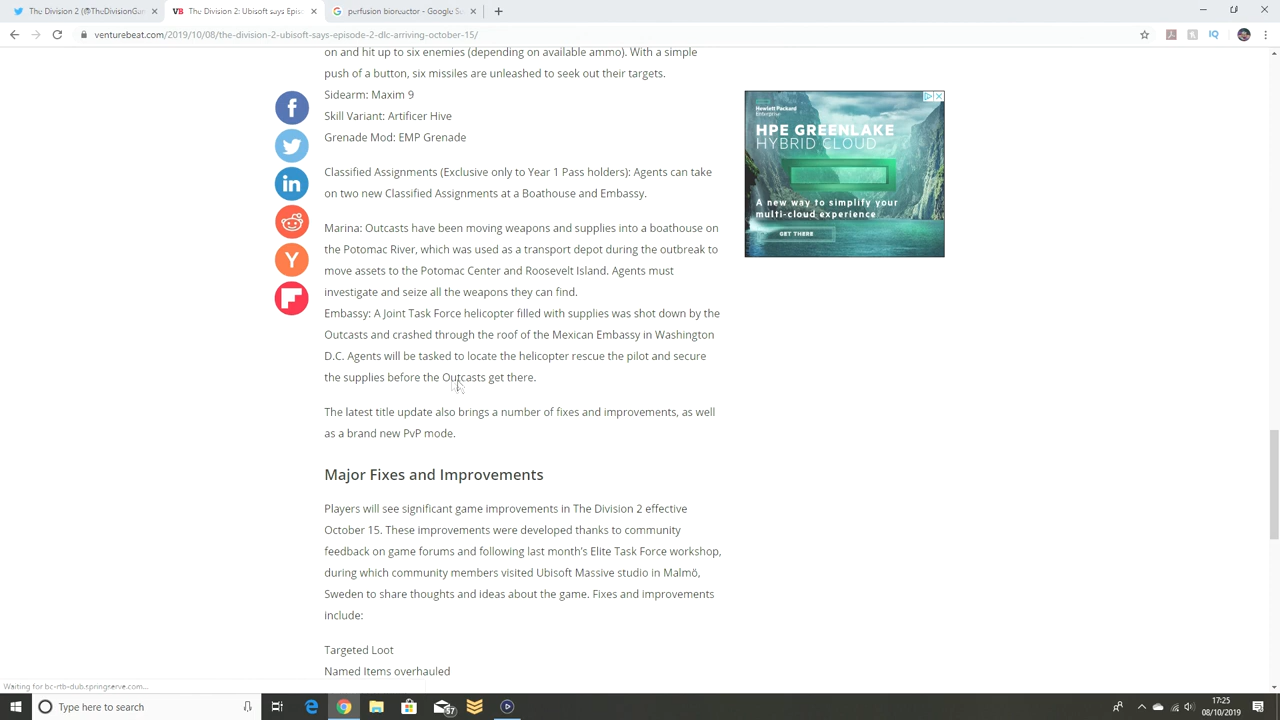 The Division 2 (@TheDivisionGam
The Division 2: Ubisoft says Epis
perfusion bioreactor - Google Se
venturebeat.com/2019/10/08/the-division-2-ubisoft-says-episode-2-dlc-arriving-october-15/
on and hit up to six enemies (depending on available ammo). With a simple
push of a button, six missiles are unleashed to seek out their targets.
Sidearm: Maxim 9
Skill Variant: Artificer Hive
Grenade Mod: EMP Grenade
Classified Assignments (Exclusive only to Year 1 Pass holders): Agents can take
on two new Classified Assignments at a Boathouse and Embassy.
Marina: Outcasts have been moving weapons and supplies into a boathouse on
the Potomac River, which was used as a transport depot during the outbreak to
move assets to the Potomac Center and Roosevelt Island. Agents must
investigate and seize all the weapons they can find.
Embassy: A Joint Task Force helicopter filled with supplies was shot down by the
Outcasts and crashed through the roof of the Mexican Embassy in Washington
D.C. Agents will be tasked to locate the helicopter rescue the pilot and secure
the supplies before the Outcasts get there.
The latest title update also brings a number of fixes and improvements, as well
as a brand new PvP mode.
Major Fixes and Improvements
Players will see significant game improvements in The Division 2 effective
October 15. These improvements were developed thanks to community
feedback on game forums and following last month's Elite Task Force workshop,
during which community members visited Ubisoft Massive studio in Malmö,
Sweden to share thoughts and ideas about the game. Fixes and improvements
include:
Targeted Loot
Named Items overhauled
Hewlett Packard
Enterprise
HPE GREENLAKE
HYBRID CLOUD
A new way to simplify your
multi-cloud experience
GET THERE
Waiting for bc-rtb-dub.springserve.com...
Type here to search
67
17:25
08/10/2019